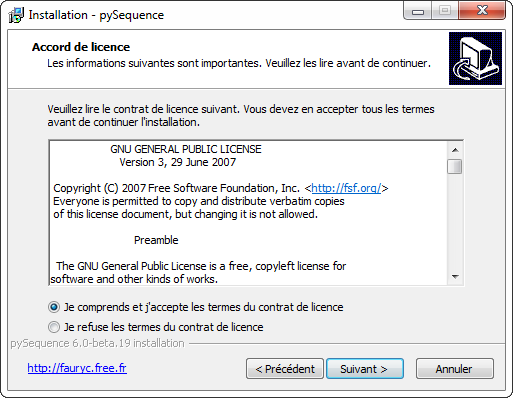 Installation - pySequence
Accord de licence
Les informations suivantes sont importantes. Veuillez les lire avant de continuer.
Veuillez lire le contrat de licence suivant. Vous devez en accepter tous les termes
avant de continuer l'installation.
GNU GENERAL PUBLIC LICENSE
Version 3, 29 June 2007
Copyright (C) 2007 Free Software Foundation, Inc. <http://fsf.org/>
Everyone is permitted to copy and distribute verbatim copies
of this license document, but changing it is not allowed.
Preamble
The GNU General Public License is a free, copyleft license for
software and other kinds of works.
Je comprends et j'accepte les termes du contrat de licence
Je refuse les termes du contrat de licence
pySequence 6.0-beta.19 installation
http://fauryc.free.fr
< Précédent
Suivant >
Annuler